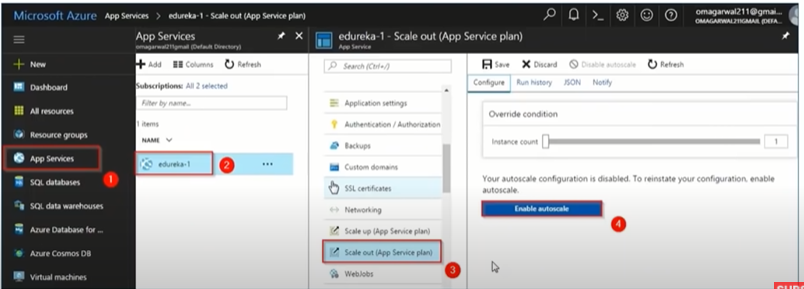 Microsoft Azure App Services > edureka-1 - Scale out (App Service plan)
omagarwal211@gmai...
OMAGARWAL211GMAIL (DEFA...
New
Dashboard
All resources
Resource groups
App Services
1
SQL databases
SQL data warehouses
Azure Database for ...
Azure Cosmos DB
Virtual machines
App Services
omagarwal211gmail (Default Directory)
Add Columns Refresh
Subscriptions: All 2 selected
Filter by name...
1 items
NAME
edureka-1 ...
2
edureka-1 - Scale out (App Service plan)
App Service
Search (Ctrl+/)
Application settings
Authentication / Authorization
Backups
Custom domains
SSL certificates
Networking
Scale up (App Service plan)
Scale out (App Service plan)
3
WebJobs
Save Discard Disable autoscale Refresh
Configure Run history JSON Notify
Override condition
Instance count 1
Your autoscale configuration is disabled. To reinstate your configuration, enable
autoscale.
Enable autoscale
4